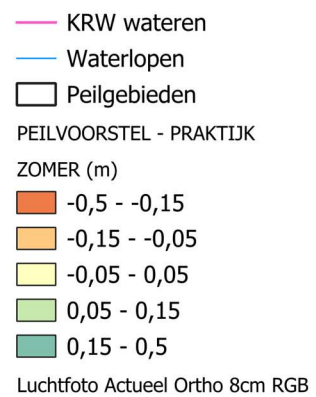 KRW wateren
Waterlopen
Peilgebieden
PEILVOORSTEL - PRAKTIJK
ZOMER (m)
-0,5 - -0,15
-0,15 - -0,05
-0,05 - 0,05
0,05 - 0,15
0,15 - 0,5
Luchtfoto Actueel Ortho 8cm RGB